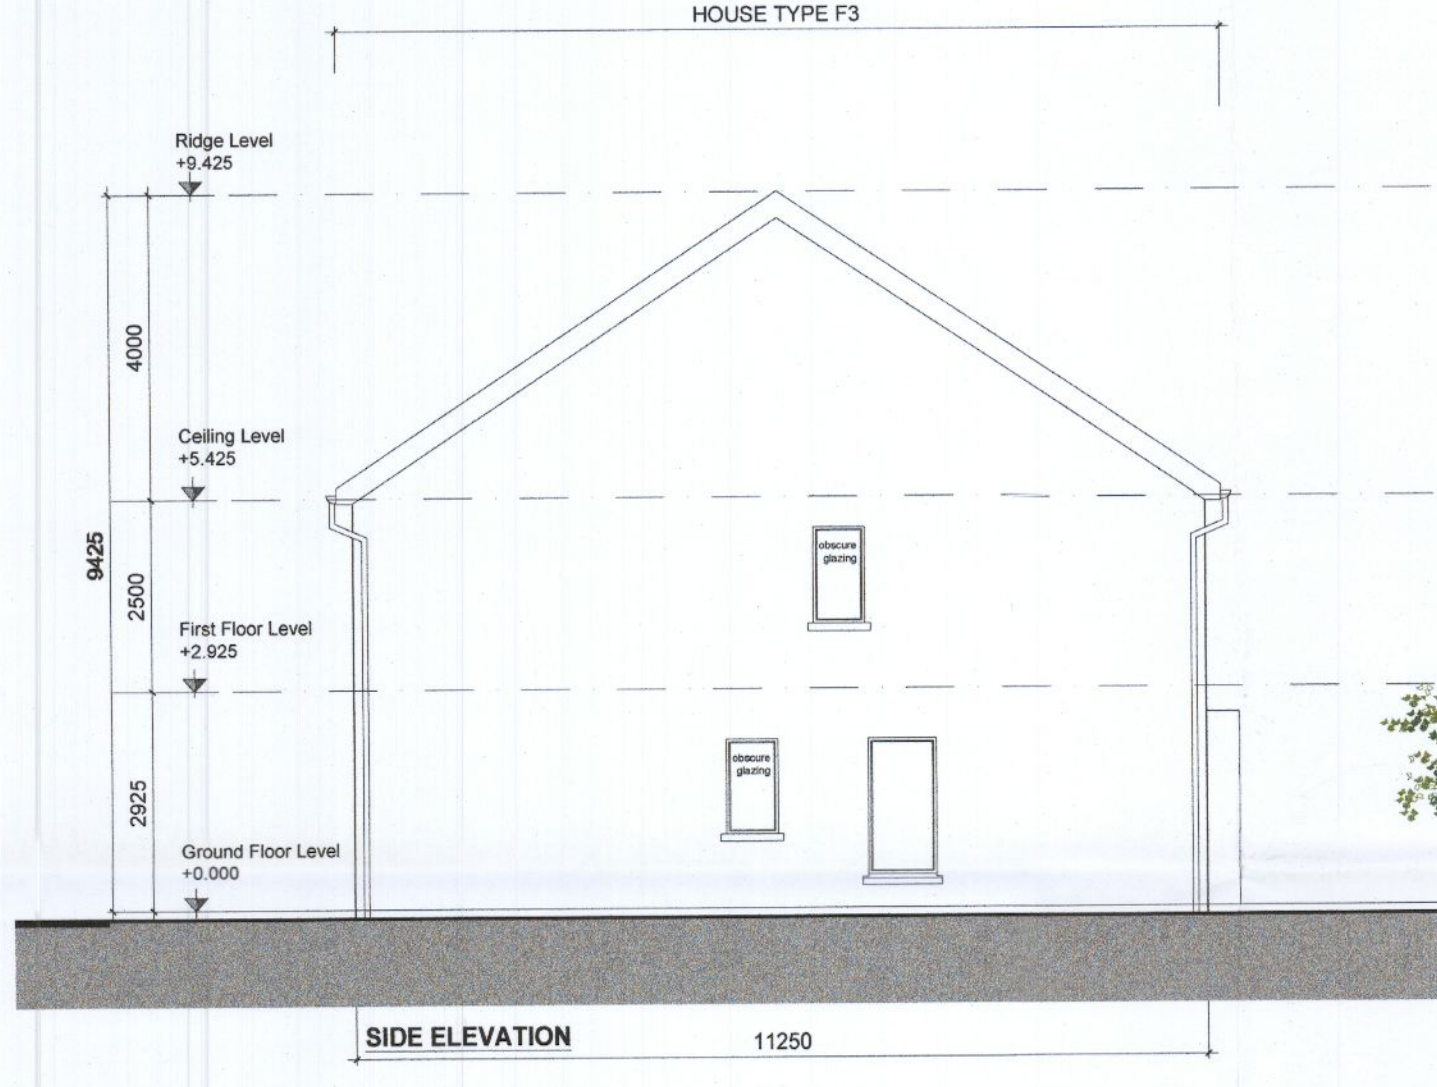 HOUSE TYPE F3
Ridge Level
+9.425
4000
Ceiling Level
+5.425
9425
2500
obscure
glazing
First Floor Level
+2.925
2925
obscure
glazing
Ground Floor Level
+0.000
SIDE ELEVATION
11250